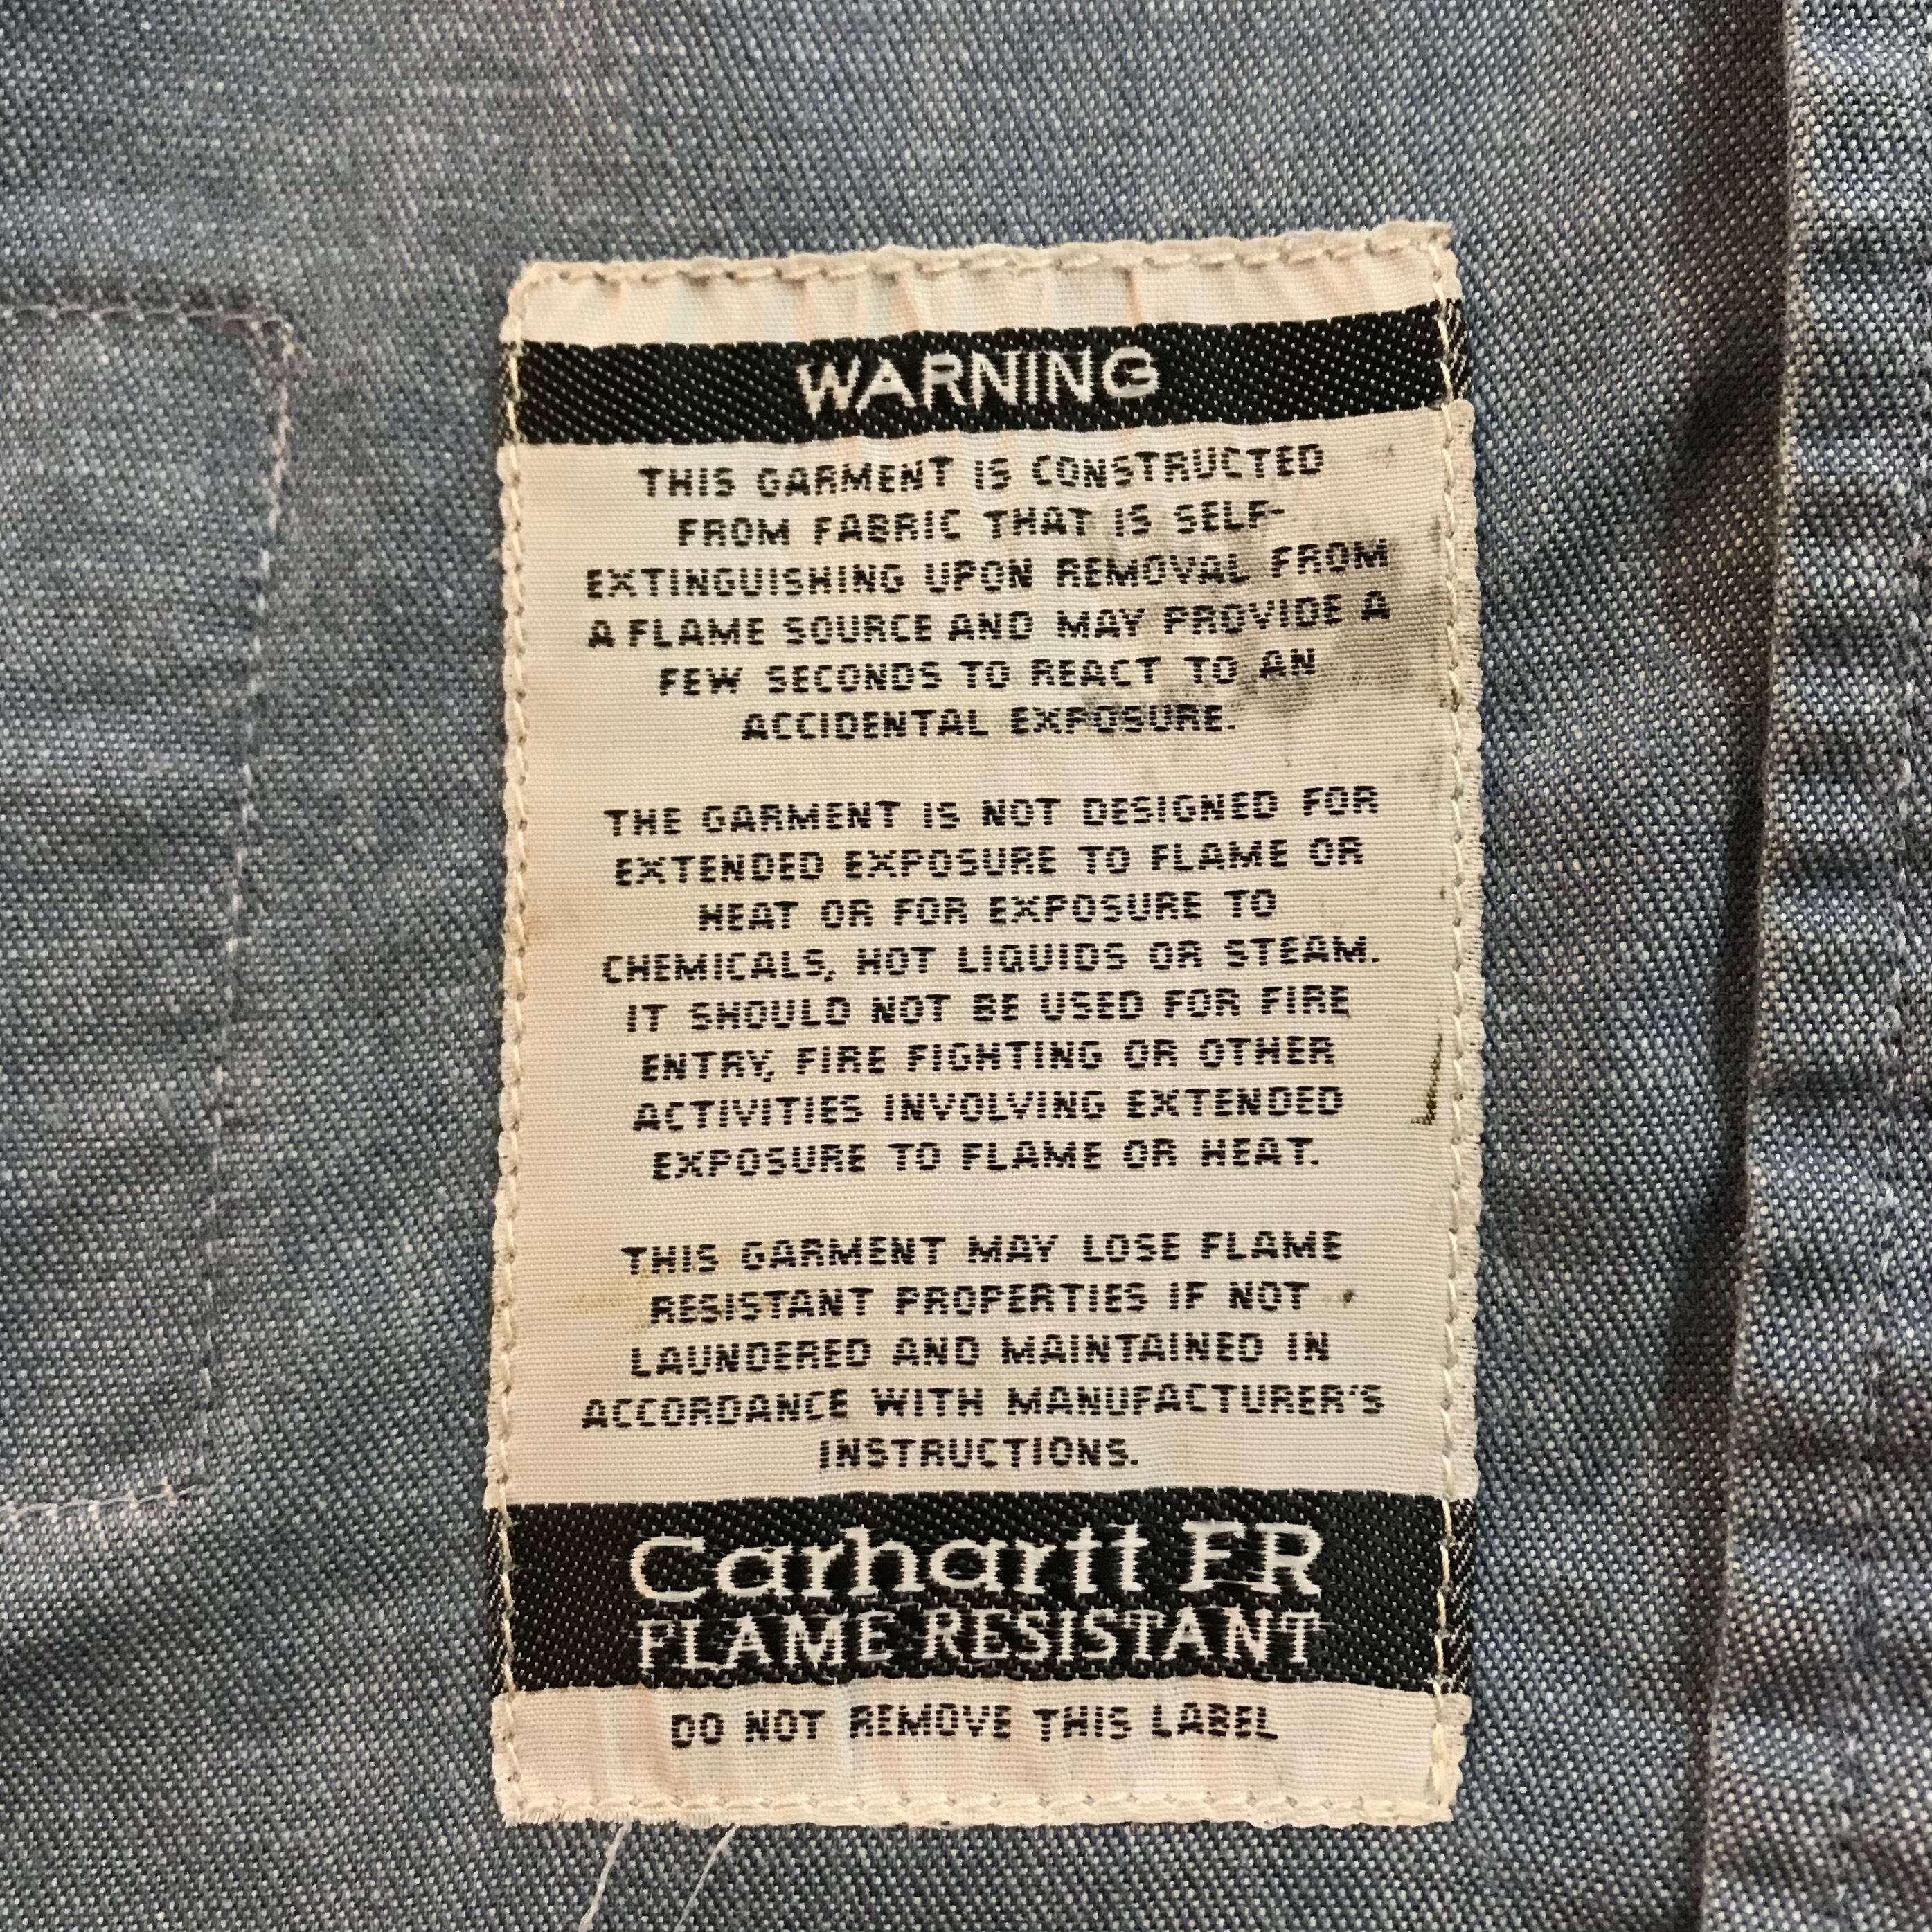 WARNING
THIS GARMENT IS CONSTRUCTED
FROM FABRIC THAT IS SELF-
EXTINGUISHING UPON REMOVAL FROM
A FLAME SOURCE AND MAY PROVIDE A
FEW SECONDS TO REACT TO AN
ACCIDENTAL EXPOSURE.
THE GARMENT IS NOT DESIGNED FOR
EXTENDED EXPOSURE TO FLAME OR
HEAT OR FOR EXPOSURE TO
CHEMICALS, HOT LIQUIDS OR STEAM.
IT SHOULD NOT BE USED FOR FIRE
ENTRY, FIRE FIGHTING OR OTHER
ACTIVITIES INVOLVING EXTENDED
EXPOSURE TO FLAME OR HEAT.
THIS GARMENT MAY LOSE FLAME
RESISTANT PROPERTIES IF NOT
LAUNDERED AND MAINTAINED IN
ACCORDANCE WITH MANUFACTURER'S
INSTRUCTIONS.
Carhartt FR
FLAME RESISTANT
DO NOT REMOVE THIS LABEL